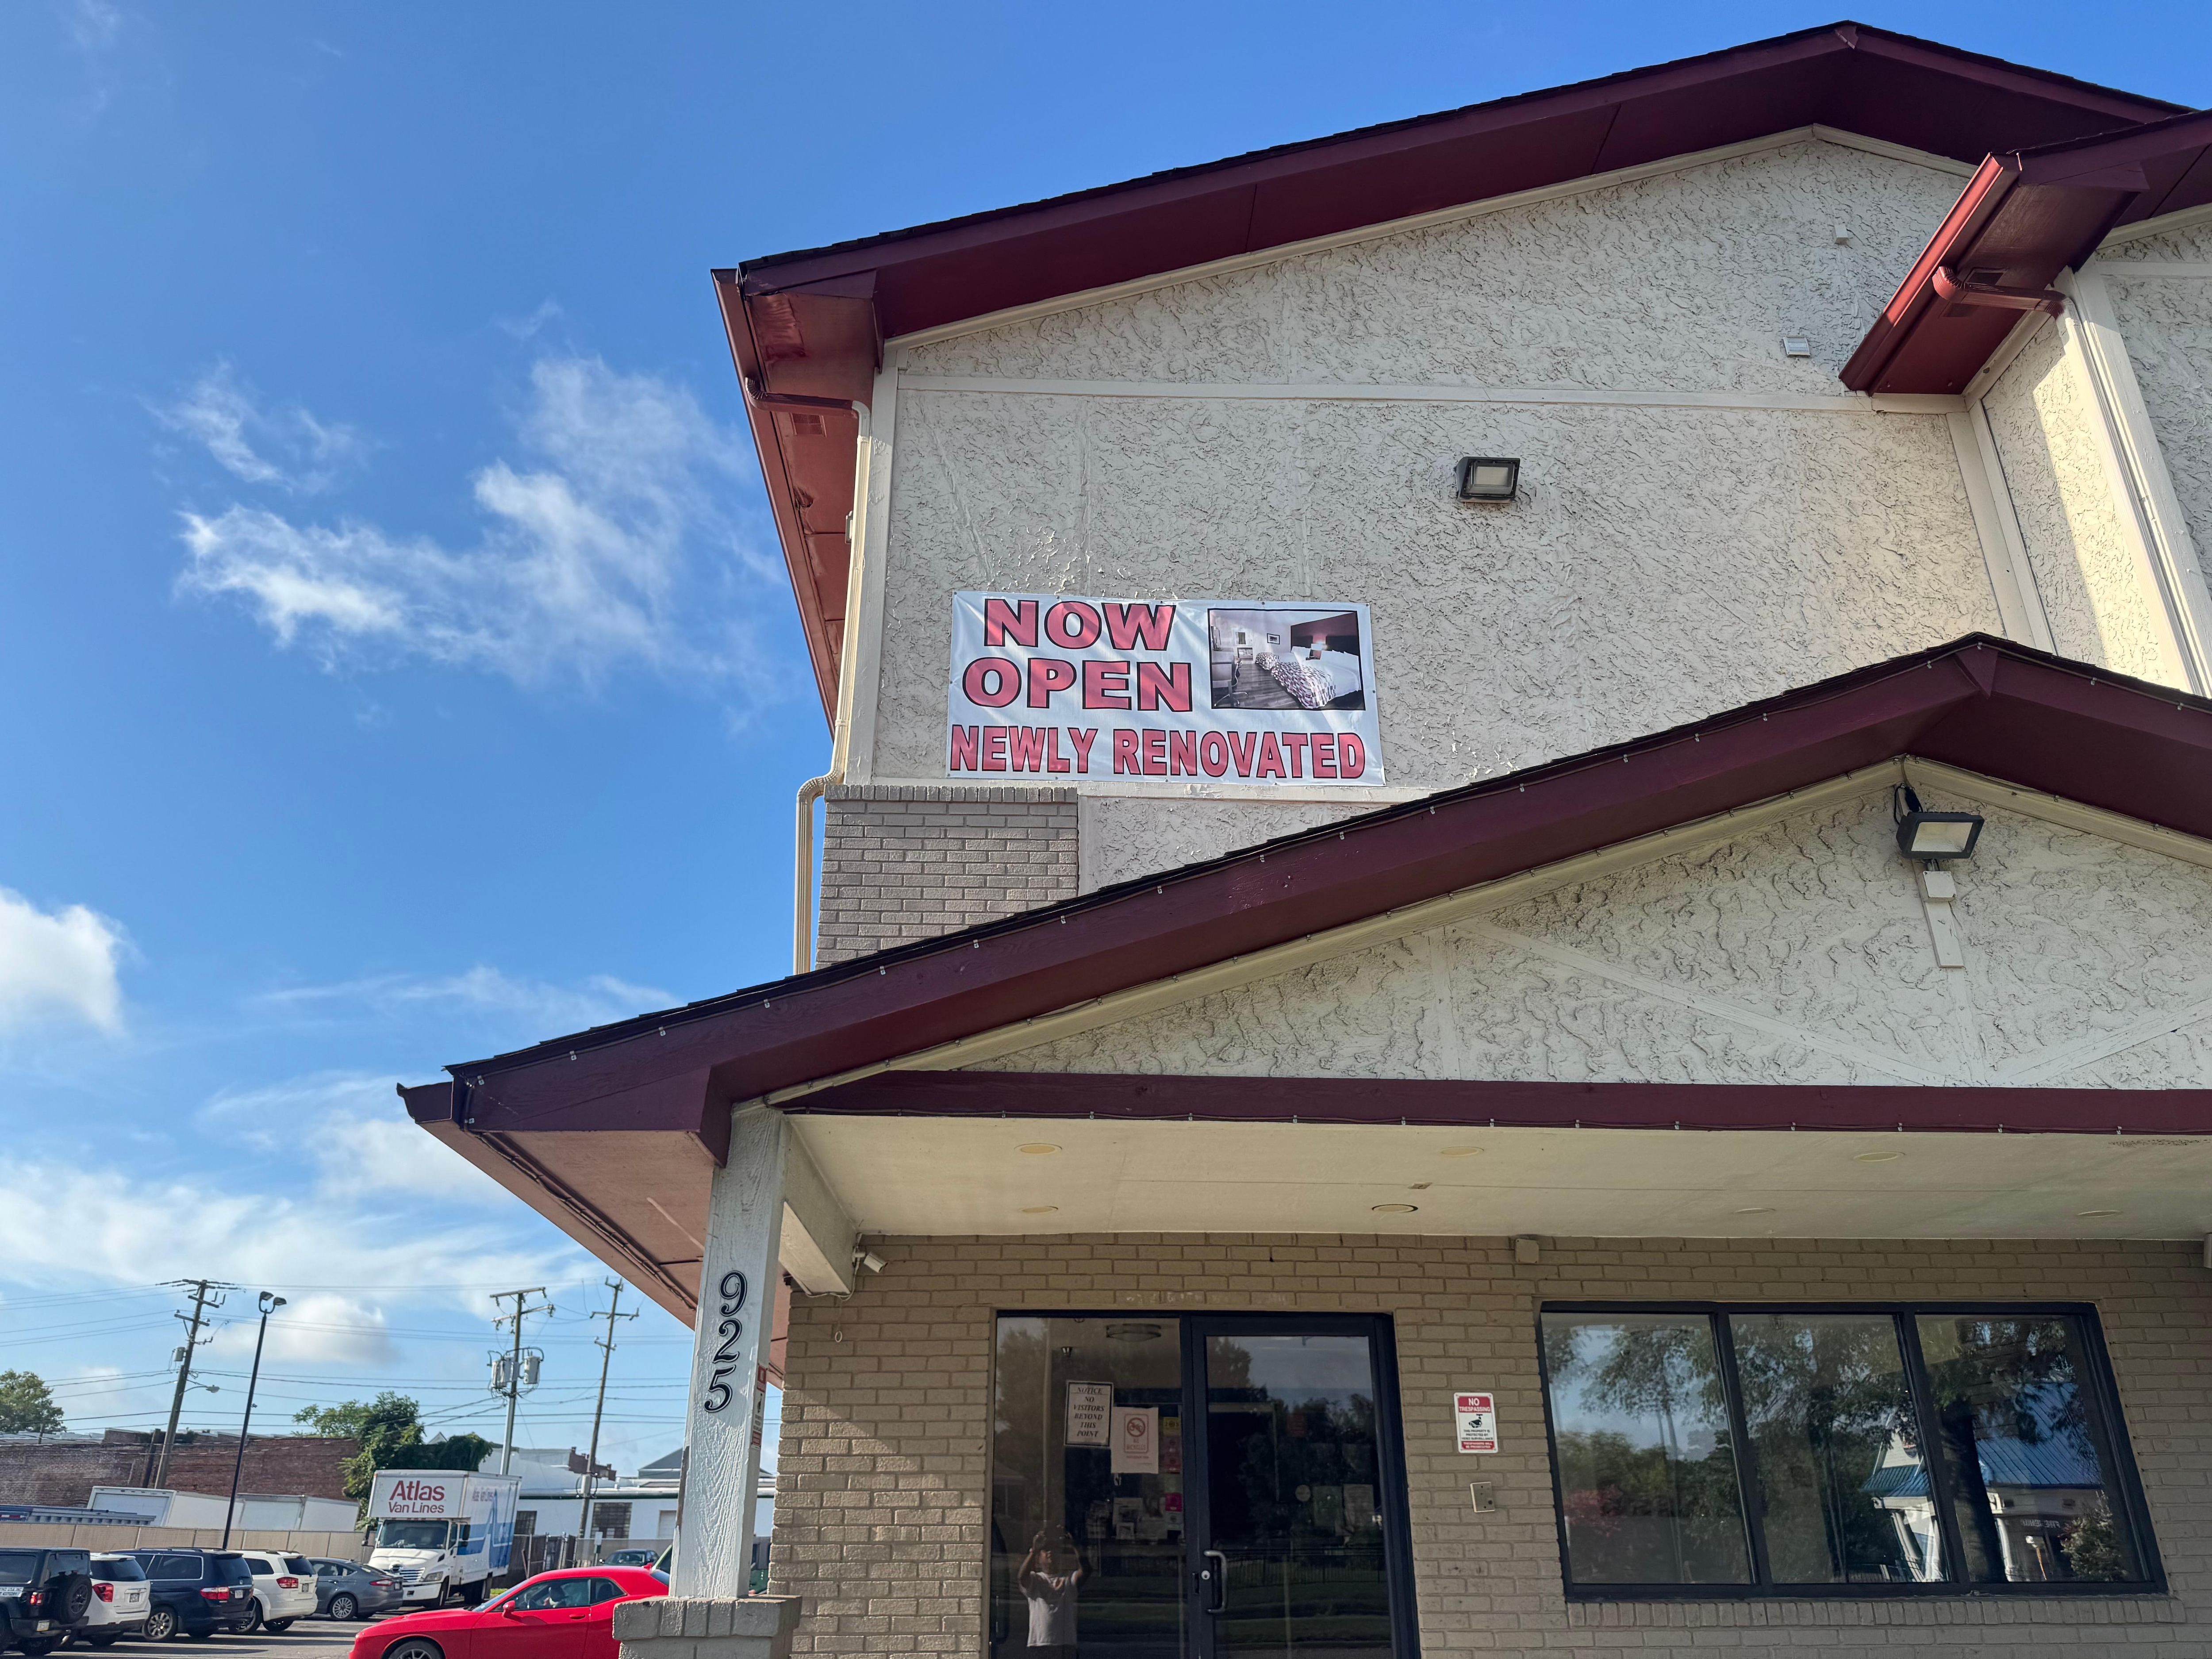 NOW
OPEN
NEWLY RENOVATED
925
NOTICE
NO
VISITORS
BEYOND
THIS
POINT
NO
TRESPASSING
Atlas
Van Lines